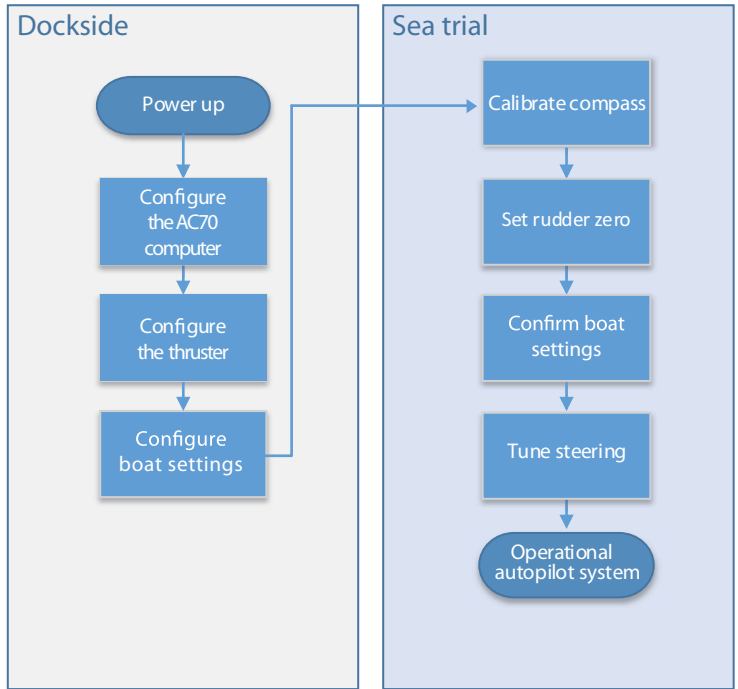 Dockside
Power up
Configure
the AC70
computer
Configure
the thruster
Configure
boat settings
Sea trial
Calibrate compass
Set rudder zero
Confirm boat
settings
Tune steering
Operational
autopilot system